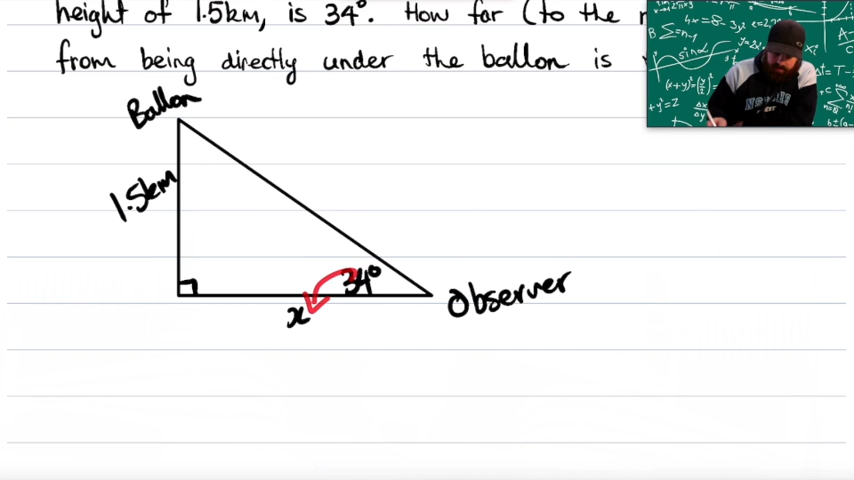 height of 1.5km, is 34°. How far (to the
from being directly under the ballon is
Ballon
1.5km
34°
x
Observer